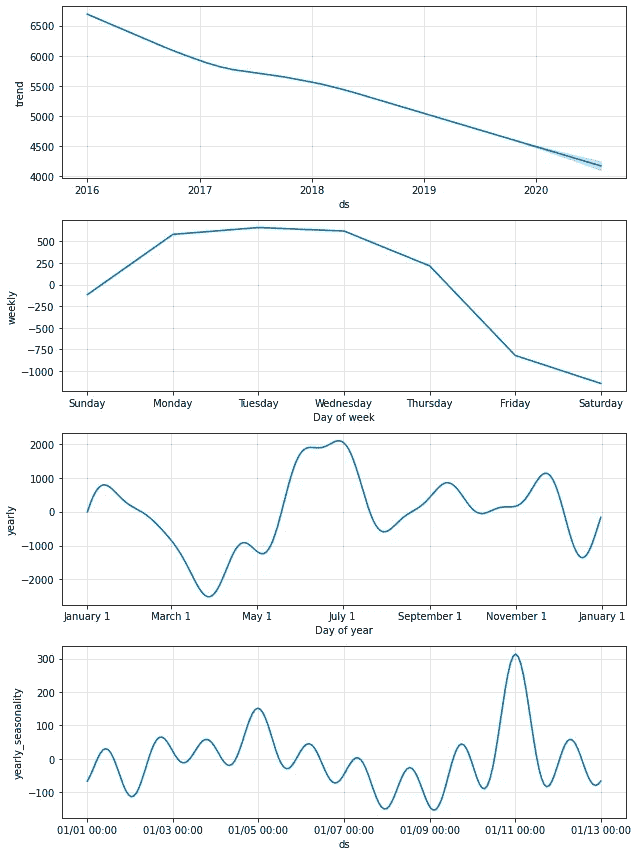 6500
6000
5500
5000
4500
4000
trend
2016 2017 2018 2019 2020
ds
500
250
0
−250
−500
−750
−1000
weekly
Sunday Monday Tuesday Wednesday Thursday Friday Saturday
Day of week
2000
1000
0
−1000
−2000
yearly
January 1 March 1 May 1 July 1 September 1 November 1 January 1
Day of year
300
200
100
0
−100
yearly_seasonality
01/01 00:00 01/03 00:00 01/05 00:00 01/07 00:00 01/09 00:00 01/11 00:00 01/13 00:00
ds